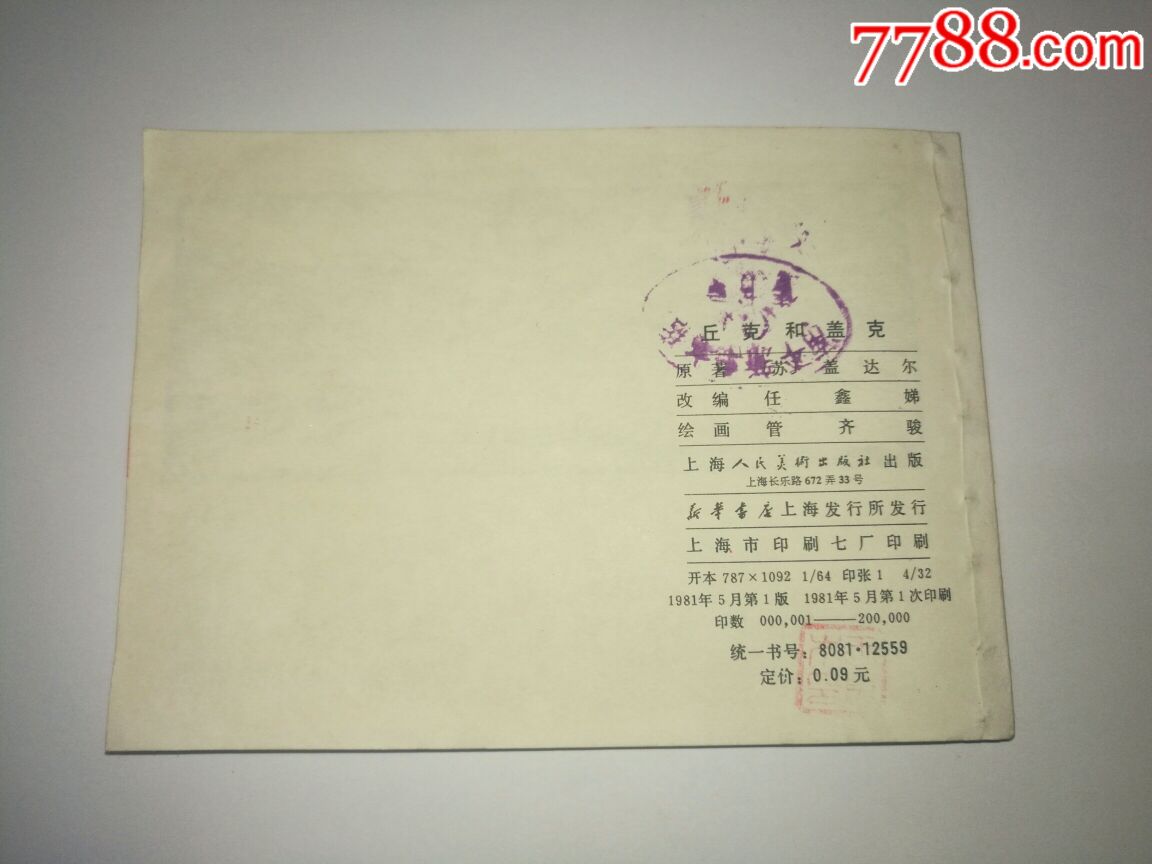 7788.com
丘克和盖克
原著 〔苏〕 盖达尔
改编 任鑫娣
绘画 管齐骏
上海人民美術出版社出版
上海长乐路672弄33号
新华书店上海发行所发行
上海市印刷七厂印刷
开本 787×1092 1/64 印张 1 4/32
1981年5月第1版 1981年5月第1次印刷
印数 000,001——200,000
统一书号：8081·12559
定价：0.09元